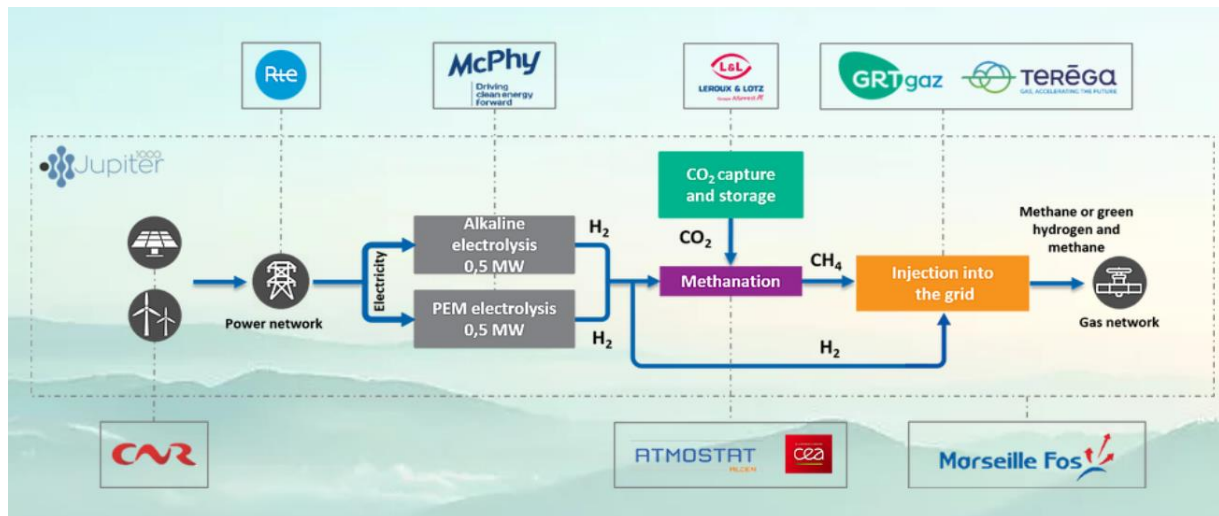 Rte
McPhy
Driving
clean energy
forward
L&L
LEROUX & LOTZ
GRTgaz
TERĒGA
GAS, ACCELERATING THE FUTURE
Jupiter
1000
CO₂ capture
and storage
Alkaline
electrolysis
0,5 MW
H₂
CO₂
Methane or green
hydrogen and
methane
Electricity
Methanation
CH₄
Injection into
the grid
Power network
PEM electrolysis
0,5 MW
H₂
H₂
Gas network
CNR
ATMOSTAT
ALCEN
cea
Marseille Fos